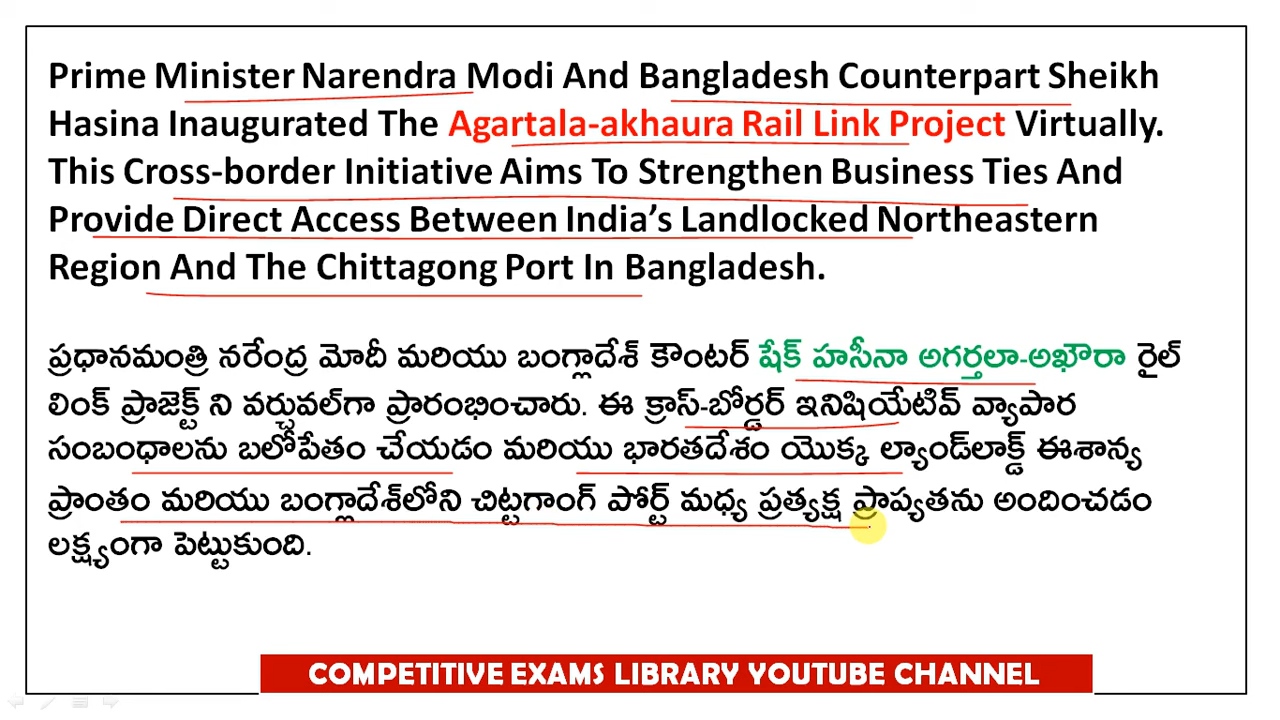 Prime Minister Narendra Modi And Bangladesh Counterpart Sheikh
Hasina Inaugurated The Agartala-akhaura Rail Link Project Virtually.
This Cross-border Initiative Aims To Strengthen Business Ties And
Provide Direct Access Between India’s Landlocked Northeastern
Region And The Chittagong Port In Bangladesh.
ప్రధానమంత్రి నరేంద్ర మోదీ మరియు బంగ్లాదేశ్ కౌంటర్ షేక్ హసీనా అగర్తలా-అఖౌరా రైల్
లింక్ ప్రాజెక్ట్ ని వర్చువల్‌గా ప్రారంభించారు. ఈ క్రాస్-బోర్డర్ ఇనిషియేటివ్ వ్యాపార
సంబంధాలను బలోపేతం చేయడం మరియు భారతదేశం యొక్క ల్యాండ్‌లాక్డ్ ఈశాన్య
ప్రాంతం మరియు బంగ్లాదేశ్‌లోని చిట్టగాంగ్ పోర్ట్ మధ్య ప్రత్యక్ష ప్రాప్యతను అందించడం
లక్ష్యంగా పెట్టుకుంది.
COMPETITIVE EXAMS LIBRARY YOUTUBE CHANNEL